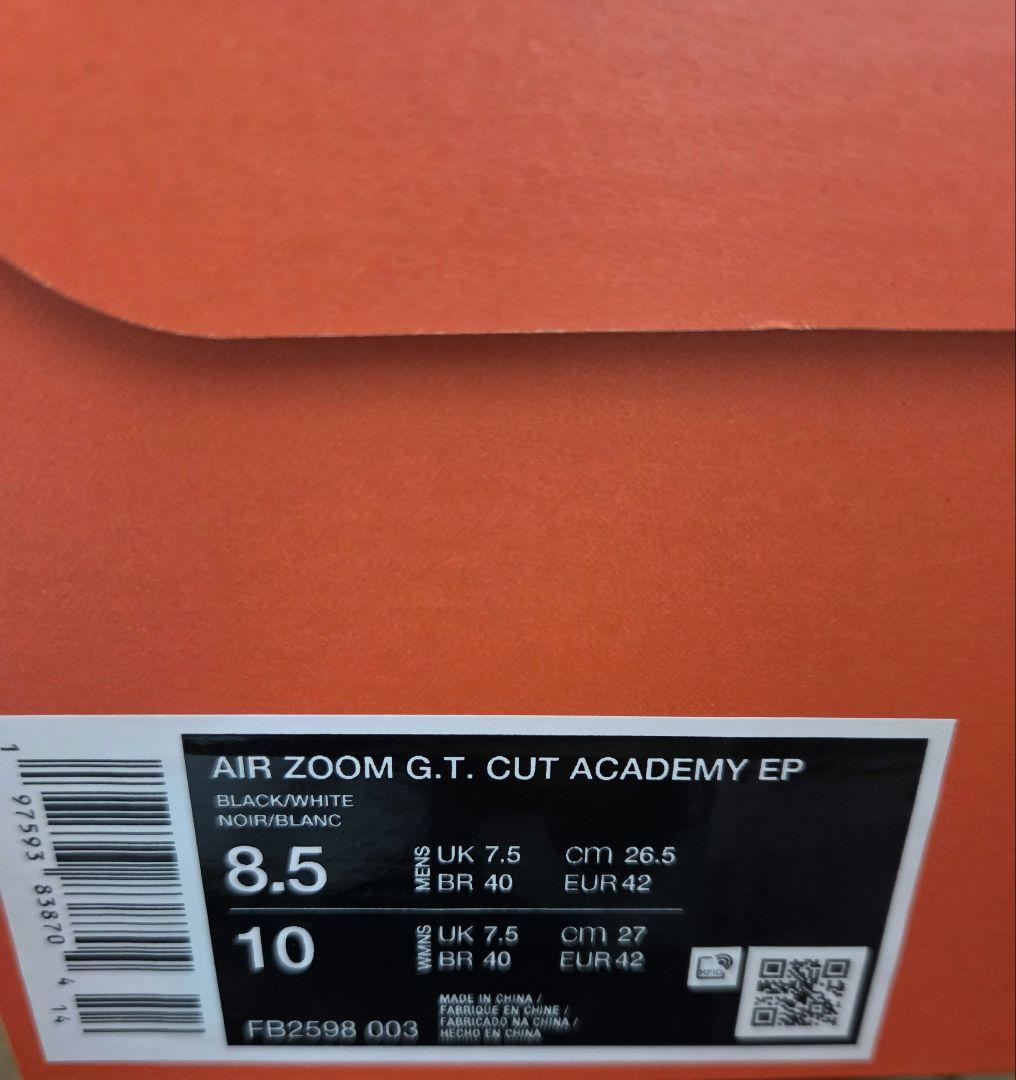 AIR ZOOM G.T. CUT ACADEMY EP
BLACK/WHITE
NOIR/BLANC
8.5 MENS UK 7.5 cm 26.5
BR 40 EUR 42
10 WMNS UK 7.5 cm 27
BR 40 EUR 42
RFID
MADE IN CHINA /
FABRIQUE EN CHINE /
FABRICADO NA CHINA /
HECHO EN CHINA
FB2598 003
1 97593 83870 4 14